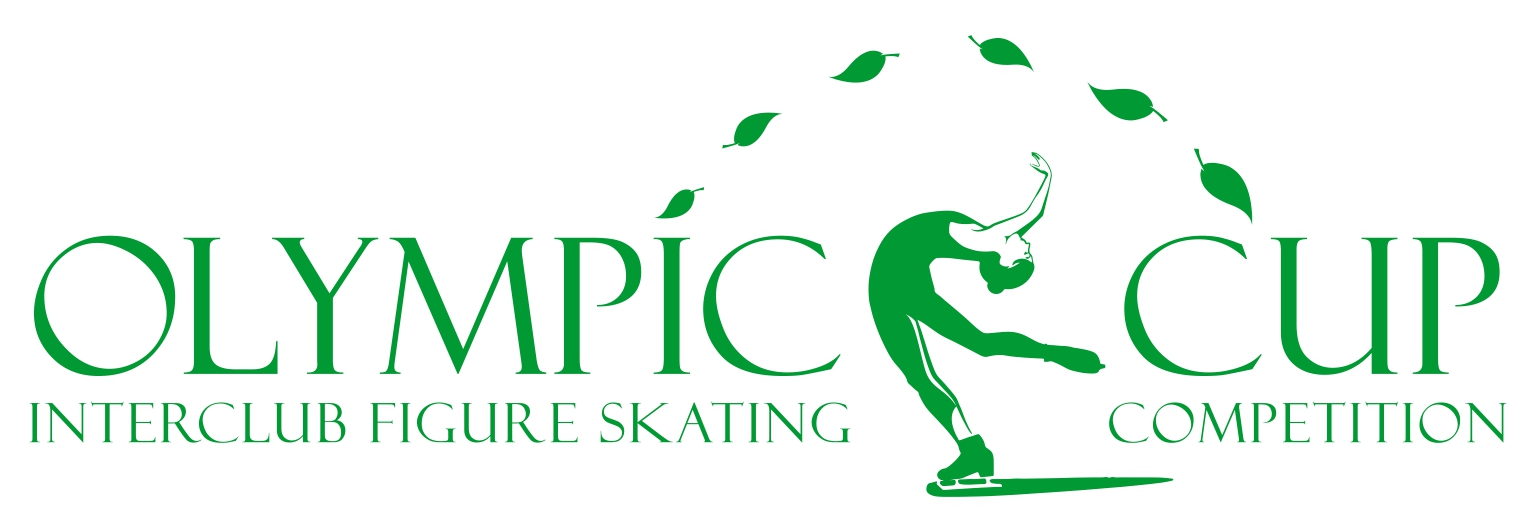 OLYMPIC CUP
INTERCLUB FIGURE SKATING COMPETITION